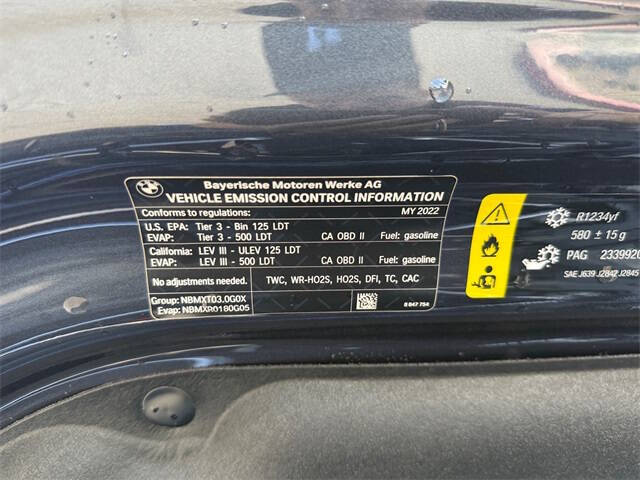 Bayerische Motoren Werke AG
VEHICLE EMISSION CONTROL INFORMATION
Conforms to regulations: MY 2022
U.S. EPA: Tier 3 - Bin 125 LDT
EVAP: Tier 3 - 500 LDT CA OBD II Fuel: gasoline
California: LEV III - ULEV 125 LDT
EVAP: LEV III - 500 LDT CA OBD II Fuel: gasoline
No adjustments needed. TWC, WR-HO2S, HO2S, DFI, TC, CAC
Group: NBMXT03.0G0X
Evap: NBMXR0160G05
8 847 754
R1234yf
580 ± 15g
PAG 2339920
SAE J639 J2842 J2845